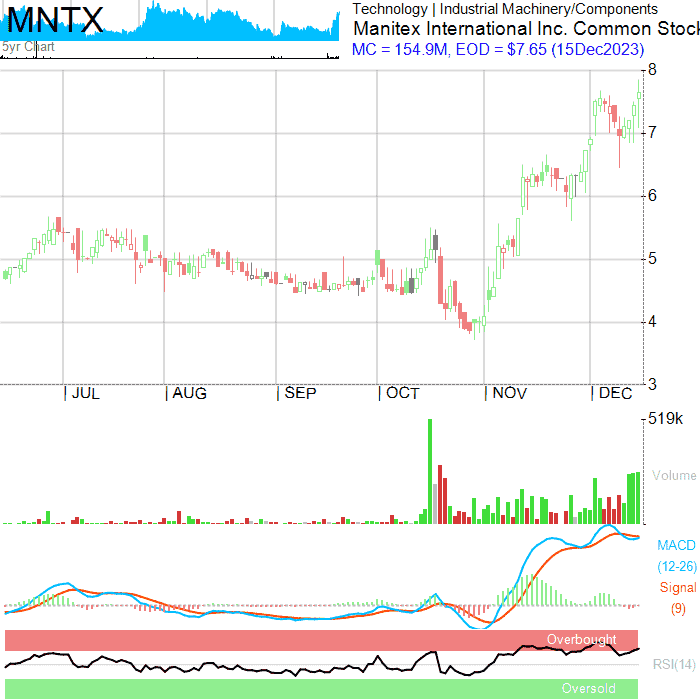 MNTX
5yr Chart
Technology | Industrial Machinery/Components
Manitex International Inc. Common Stock
MC = 154.9M, EOD = $7.65 (15Dec2023)
8
7
6
5
4
3
JUL AUG SEP OCT NOV DEC
519k
Volume
MACD
(12-26)
Signal
(9)
Overbought
RSI(14)
Oversold